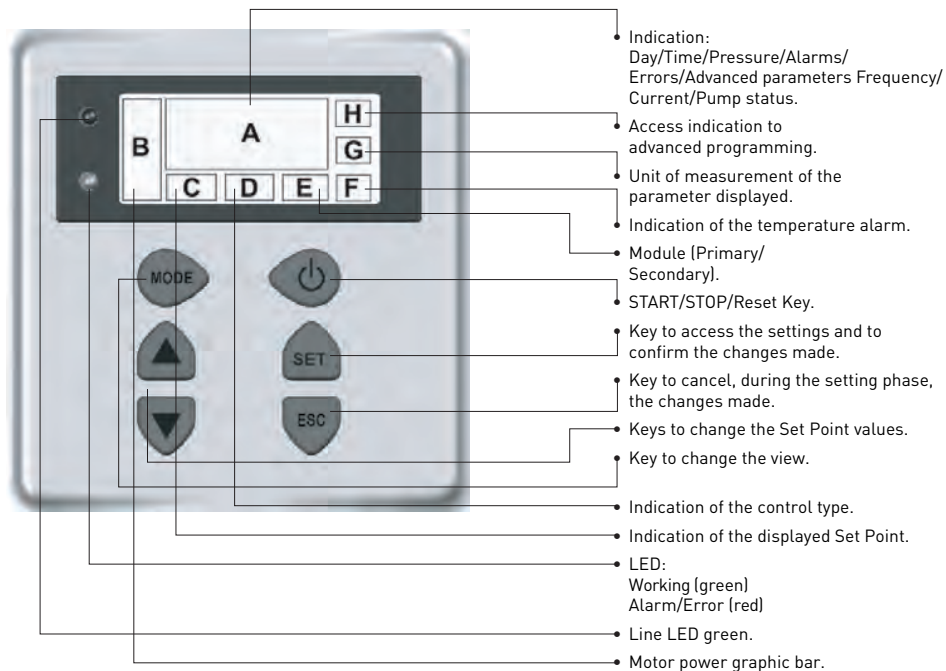 H
A
B
G
C
D
E
F
MODE
SET
ESC
Indication:
Day/Time/Pressure/Alarms/
Errors/Advanced parameters Frequency/
Current/Pump status.
Access indication to
advanced programming.
Unit of measurement of the
parameter displayed.
Indication of the temperature alarm.
Module (Primary/
Secondary).
START/STOP/Reset Key.
Key to access the settings and to
confirm the changes made.
Key to cancel, during the setting phase,
the changes made.
Keys to change the Set Point values.
Key to change the view.
Indication of the control type.
Indication of the displayed Set Point.
LED:
Working (green)
Alarm/Error (red)
Line LED green.
Motor power graphic bar.